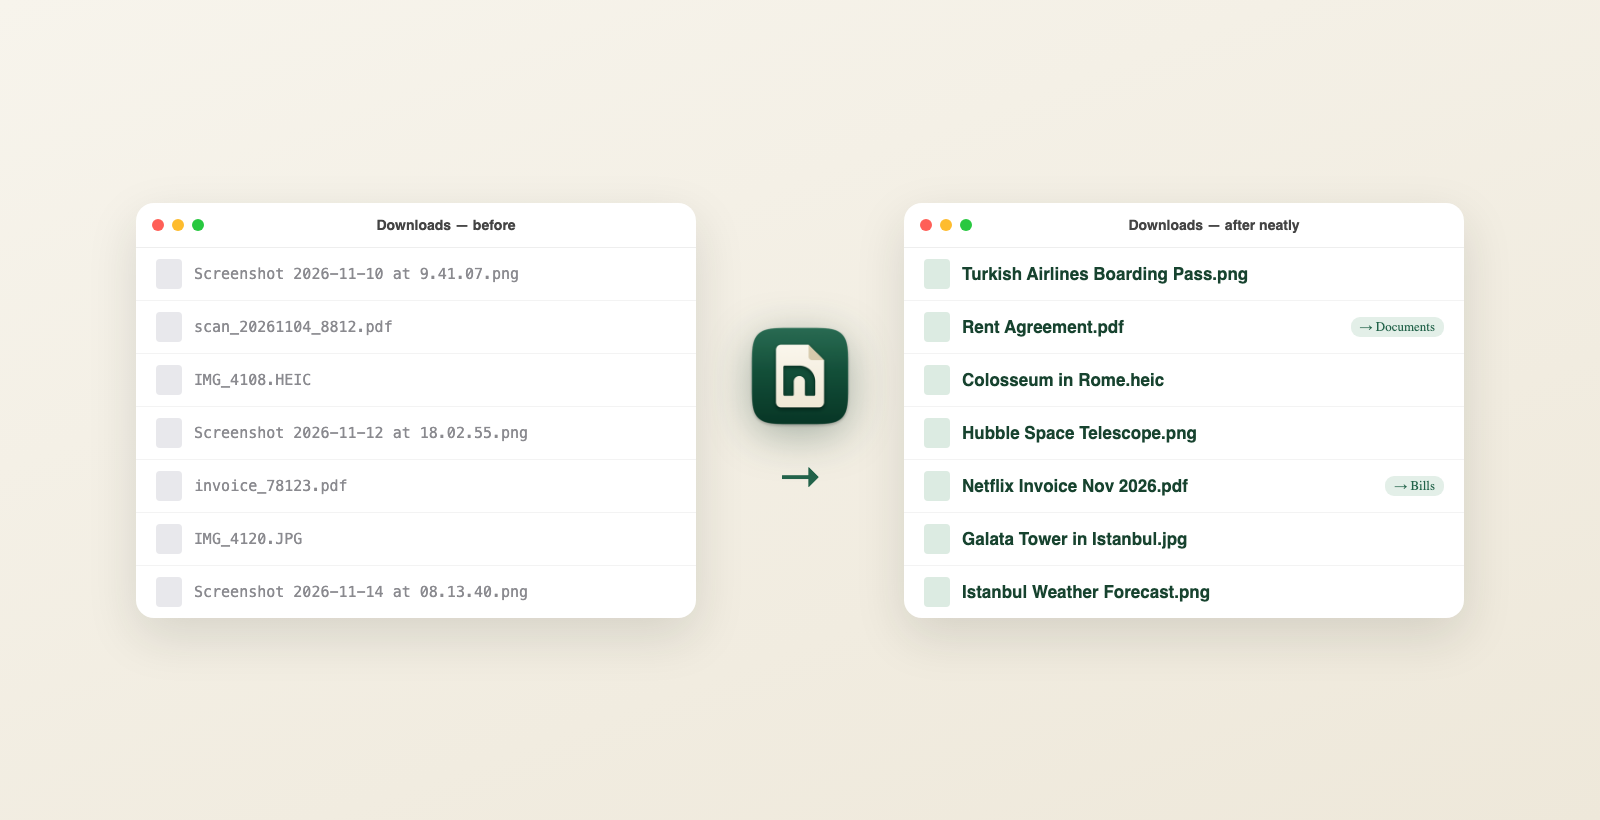 Downloads — before
Screenshot 2026-11-10 at 9.41.07.png
scan_20261104_8812.pdf
IMG_4108.HEIC
Screenshot 2026-11-12 at 18.02.55.png
invoice_78123.pdf
IMG_4120.JPG
Screenshot 2026-11-14 at 08.13.40.png
n
→
Downloads — after neatly
Turkish Airlines Boarding Pass.png
Rent Agreement.pdf → Documents
Colosseum in Rome.heic
Hubble Space Telescope.png
Netflix Invoice Nov 2026.pdf → Bills
Galata Tower in Istanbul.jpg
Istanbul Weather Forecast.png